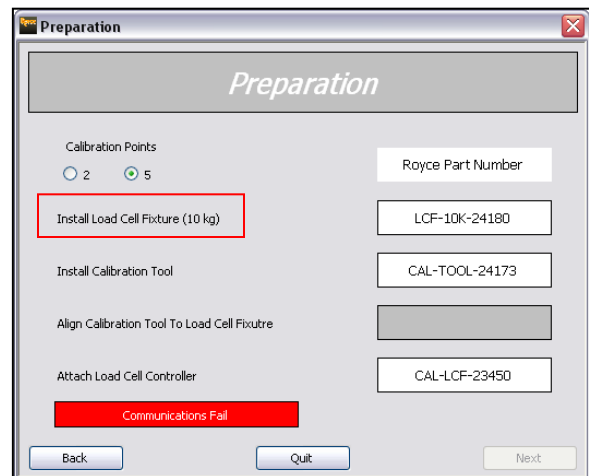 Royce Preparation
Preparation
Calibration Points
2 5
Royce Part Number
Install Load Cell Fixture (10 kg) LCF-10K-24180
Install Calibration Tool CAL-TOOL-24173
Align Calibration Tool To Load Cell Fixutre
Attach Load Cell Controller CAL-LCF-23450
Communications Fail
Back Quit Next